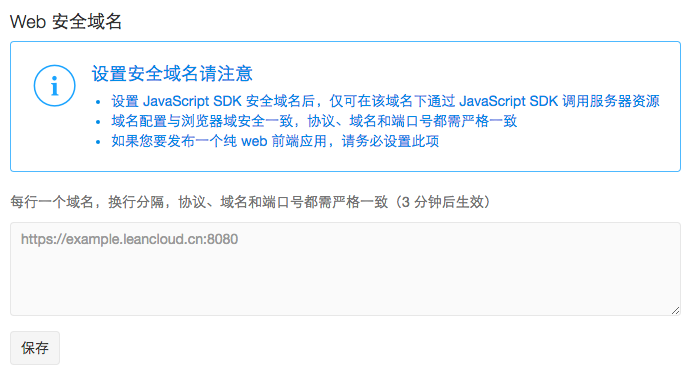 Web 安全域名
设置安全域名请注意
• 设置 JavaScript SDK 安全域名后，仅可在该域名下通过 JavaScript SDK 调用服务器资源
• 域名配置与浏览器域安全一致，协议、域名和端口号都需严格一致
• 如果您要发布一个纯 web 前端应用，请务必设置此项
每行一个域名，换行分隔，协议、域名和端口号都需严格一致（3 分钟后生效）
https://example.leancloud.cn:8080
保存